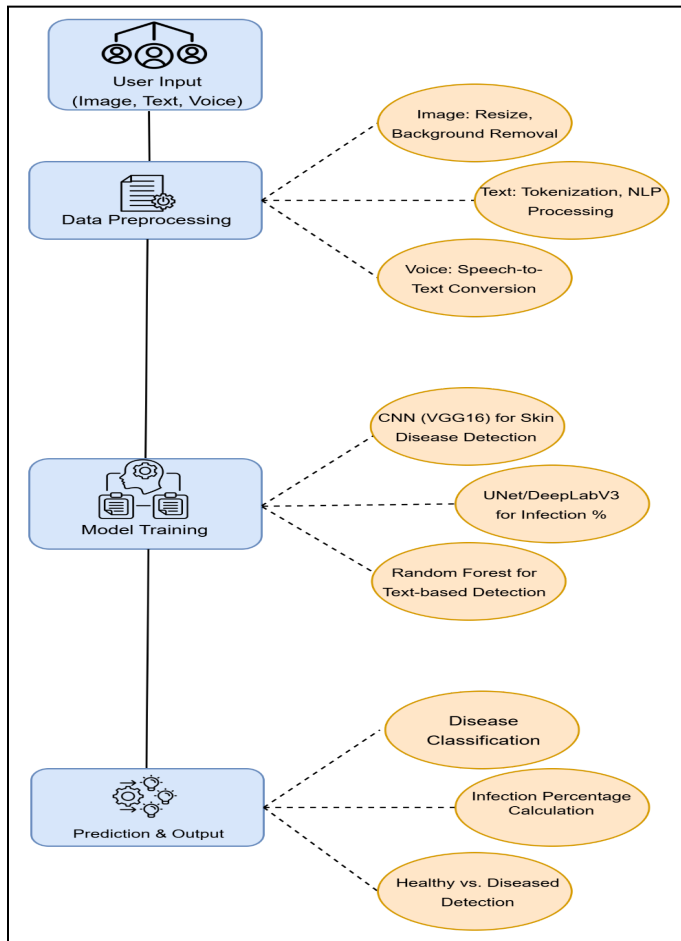 User Input
(Image, Text, Voice)
Image: Resize,
Background Removal
Data Preprocessing
Text: Tokenization, NLP
Processing
Voice: Speech-to-
Text Conversion
CNN (VGG16) for Skin
Disease Detection
Model Training
UNet/DeepLabV3
for Infection %
Random Forest for
Text-based Detection
Disease
Classification
Prediction & Output
Infection Percentage
Calculation
Healthy vs. Diseased
Detection